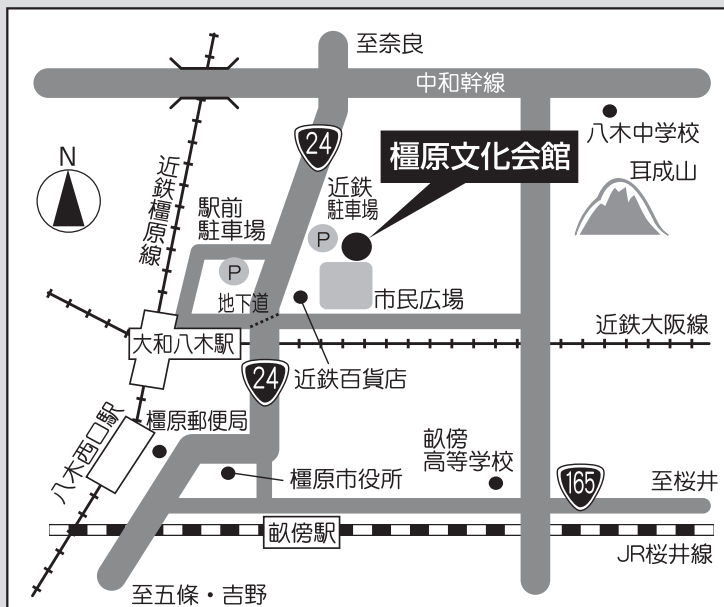 至奈良
中和幹線
24
八木中学校
橿原文化会館
耳成山
N
近鉄橿原線
近鉄
駐車場
駅前
駐車場
P
P
地下道
市民広場
近鉄大阪線
大和八木駅
24
近鉄百貨店
橿原郵便局
八木西口駅
畝傍
高等学校
橿原市役所
165
至桜井
畝傍駅
JR桜井線
至五條・吉野